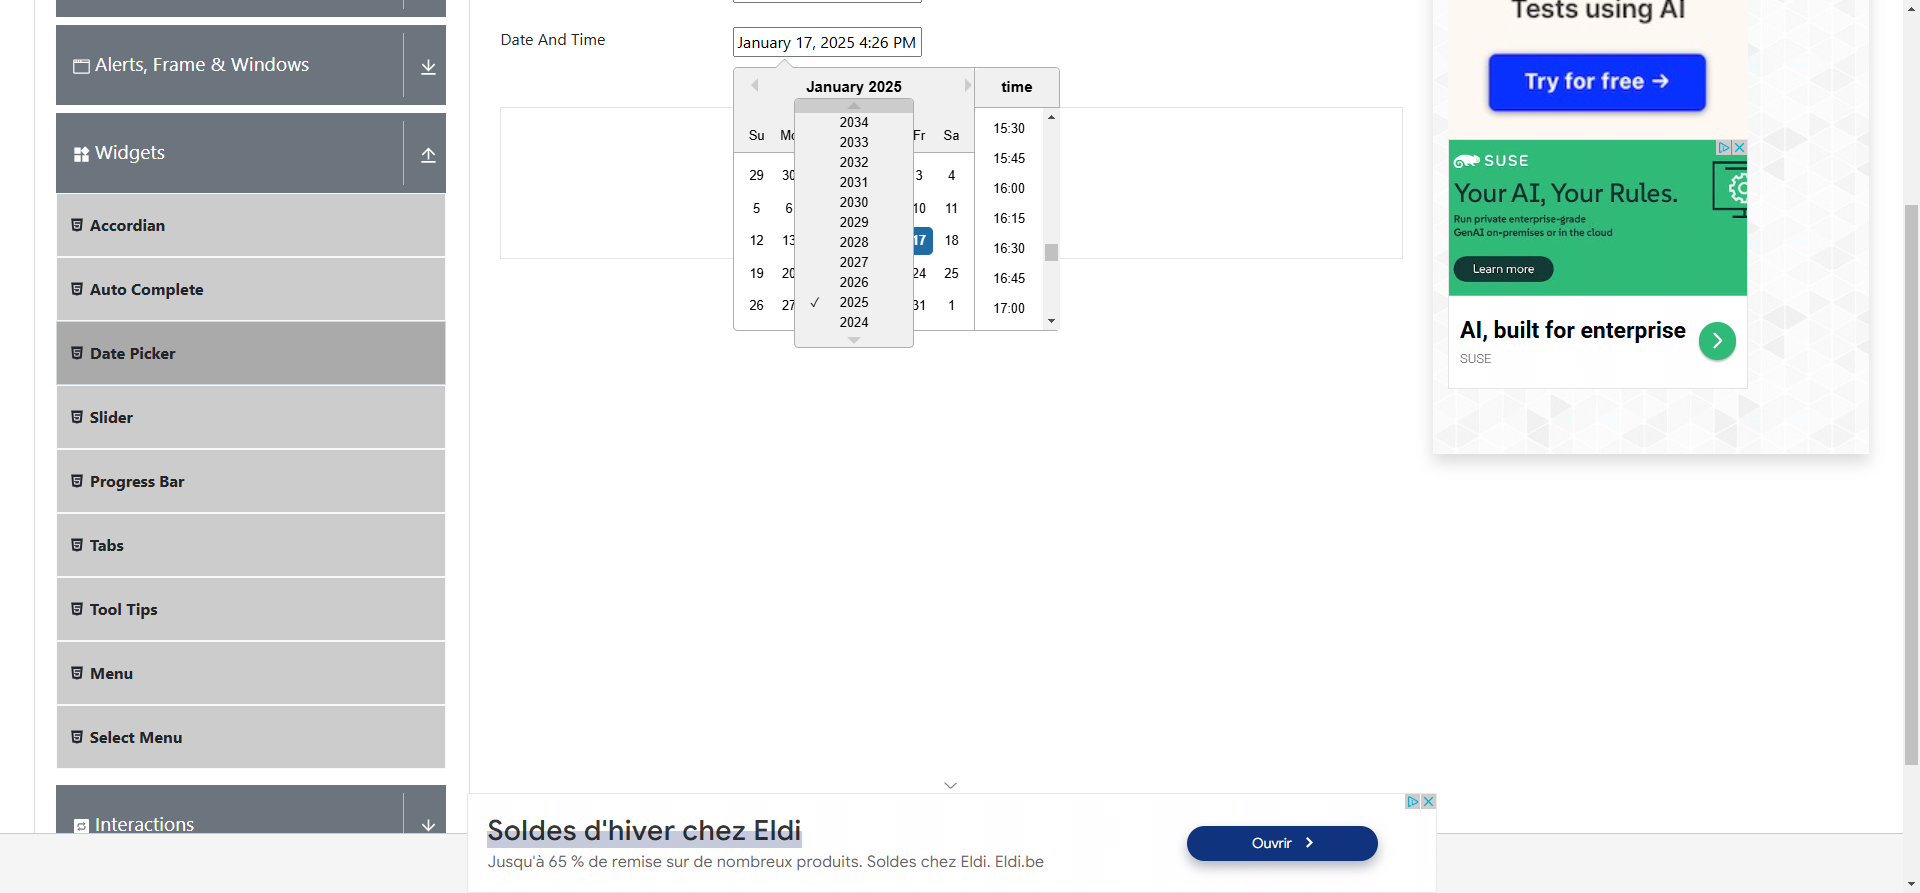 Alerts, Frame & Windows
Widgets
Accordian
Auto Complete
Date Picker
Slider
Progress Bar
Tabs
Tool Tips
Menu
Select Menu
Interactions
Date And Time
January 17, 2025 4:26 PM
January 2025
time
Su Fr Sa
29 30 3 4
5 6 10 11
12 13 17 18
19 20 24 25
26 27 31 1
2034
2033
2032
2031
2030
2029
2028
2027
2026
✓ 2025
2024
15:30
15:45
16:00
16:15
16:30
16:45
17:00
Tests using AI
Try for free →
SUSE
Your AI, Your Rules.
Run private enterprise-grade
GenAI on-premises or in the cloud
Learn more
AI, built for enterprise
SUSE
Soldes d'hiver chez Eldi
Jusqu'à 65 % de remise sur de nombreux produits. Soldes chez Eldi. Eldi.be
Ouvrir